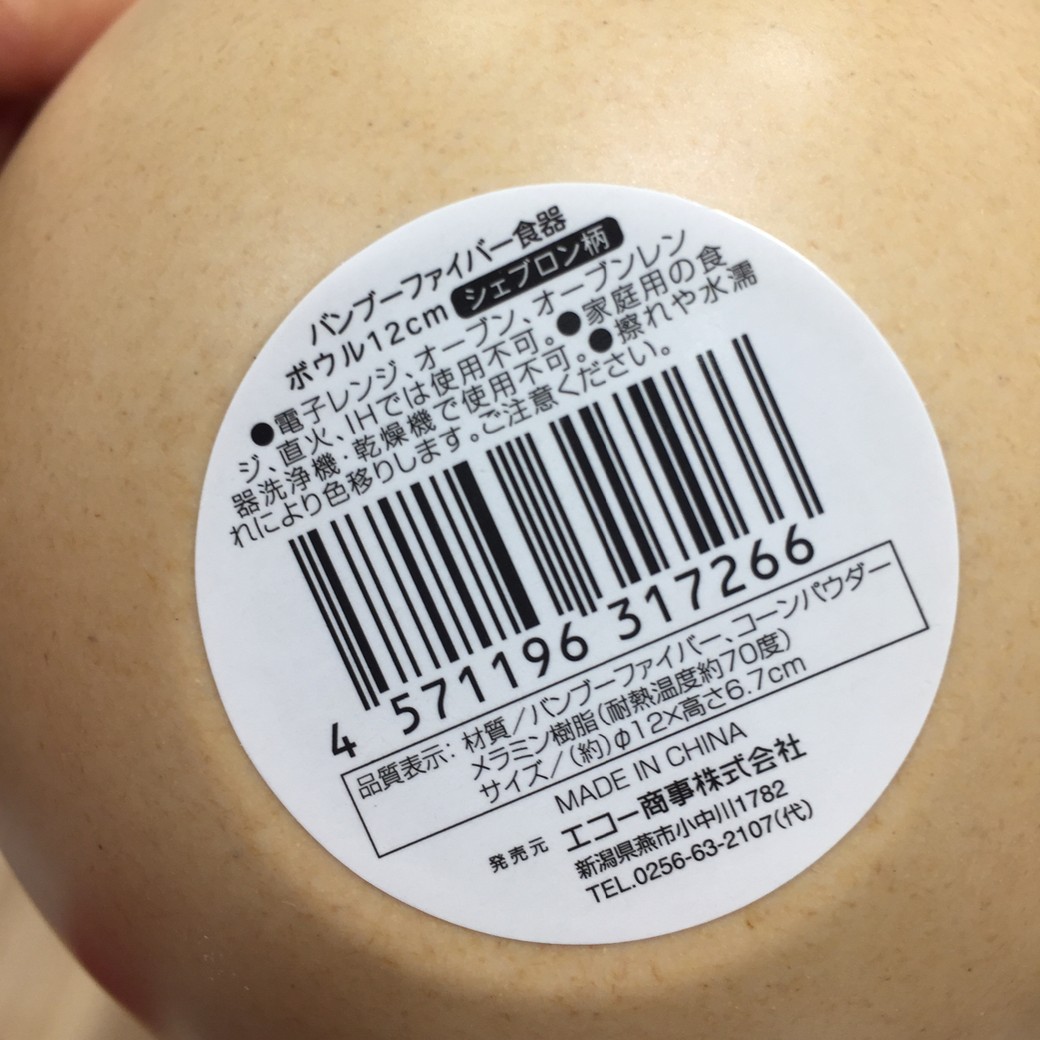 バンブーファイバー食器
ボウル12cm シェブロン柄
●電子レンジ、オーブン、オーブンレン
ジ、直火、IHでは使用不可。●家庭用の食
器洗浄機・乾燥機で使用不可。●擦れや水濡
れにより色移りします。ご注意ください。
4 571196 317266
品質表示: 材質／バンブーファイバー、コーンパウダー
メラミン樹脂(耐熱温度約70度)
サイズ／(約)φ12×高さ6.7cm
MADE IN CHINA
発売元 エコー商事株式会社
新潟県燕市小中川1782
TEL.0256-63-2107(代)